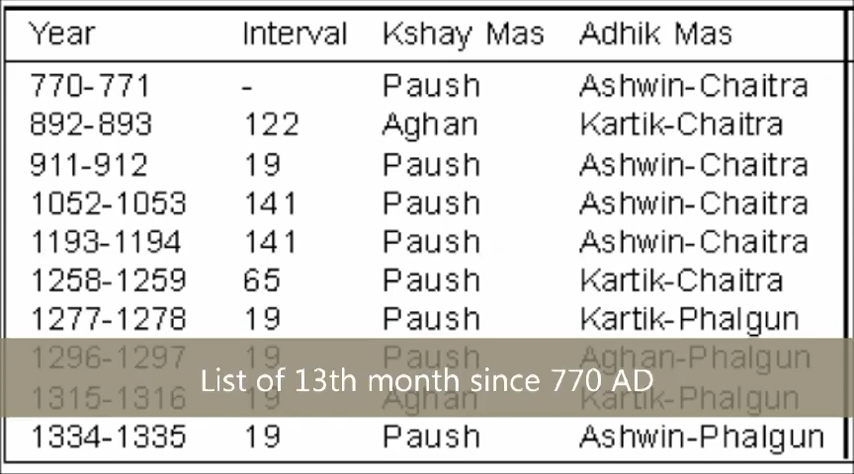 Year Interval Kshay Mas Adhik Mas
770-771 - Paush Ashwin-Chaitra
892-893 122 Aghan Kartik-Chaitra
911-912 19 Paush Ashwin-Chaitra
1052-1053 141 Paush Ashwin-Chaitra
1193-1194 141 Paush Ashwin-Chaitra
1258-1259 65 Paush Kartik-Chaitra
1277-1278 19 Paush Kartik-Phalgun
1296-1297 19 Paush Aghan-Phalgun
List of 13th month since 770 AD
1315-1316 19 Aghan Kartik-Phalgun
1334-1335 19 Paush Ashwin-Phalgun